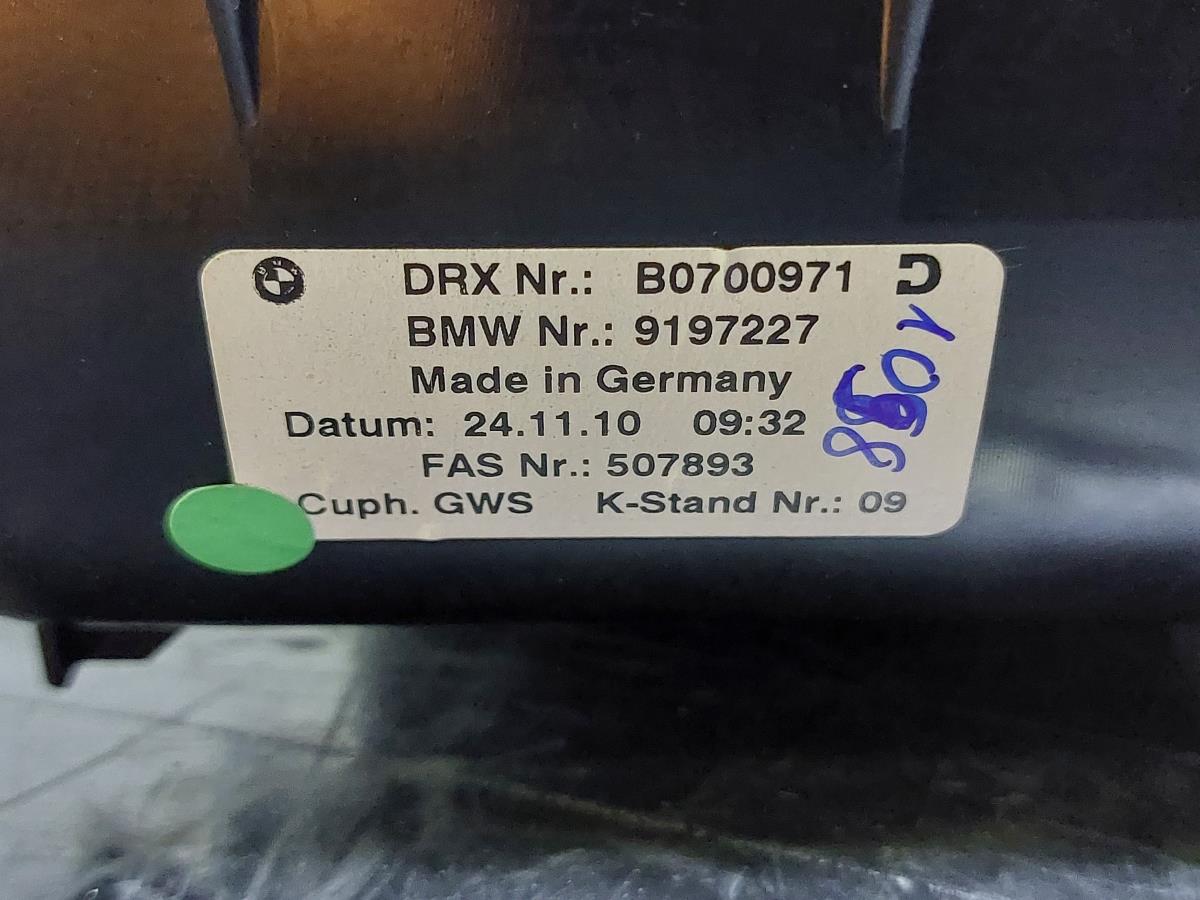 DRX Nr.: B0700971
BMW Nr.: 9197227
Made in Germany
Datum: 24.11.10 09:32
FAS Nr.: 507893
Cuph. GWS K-Stand Nr.: 09